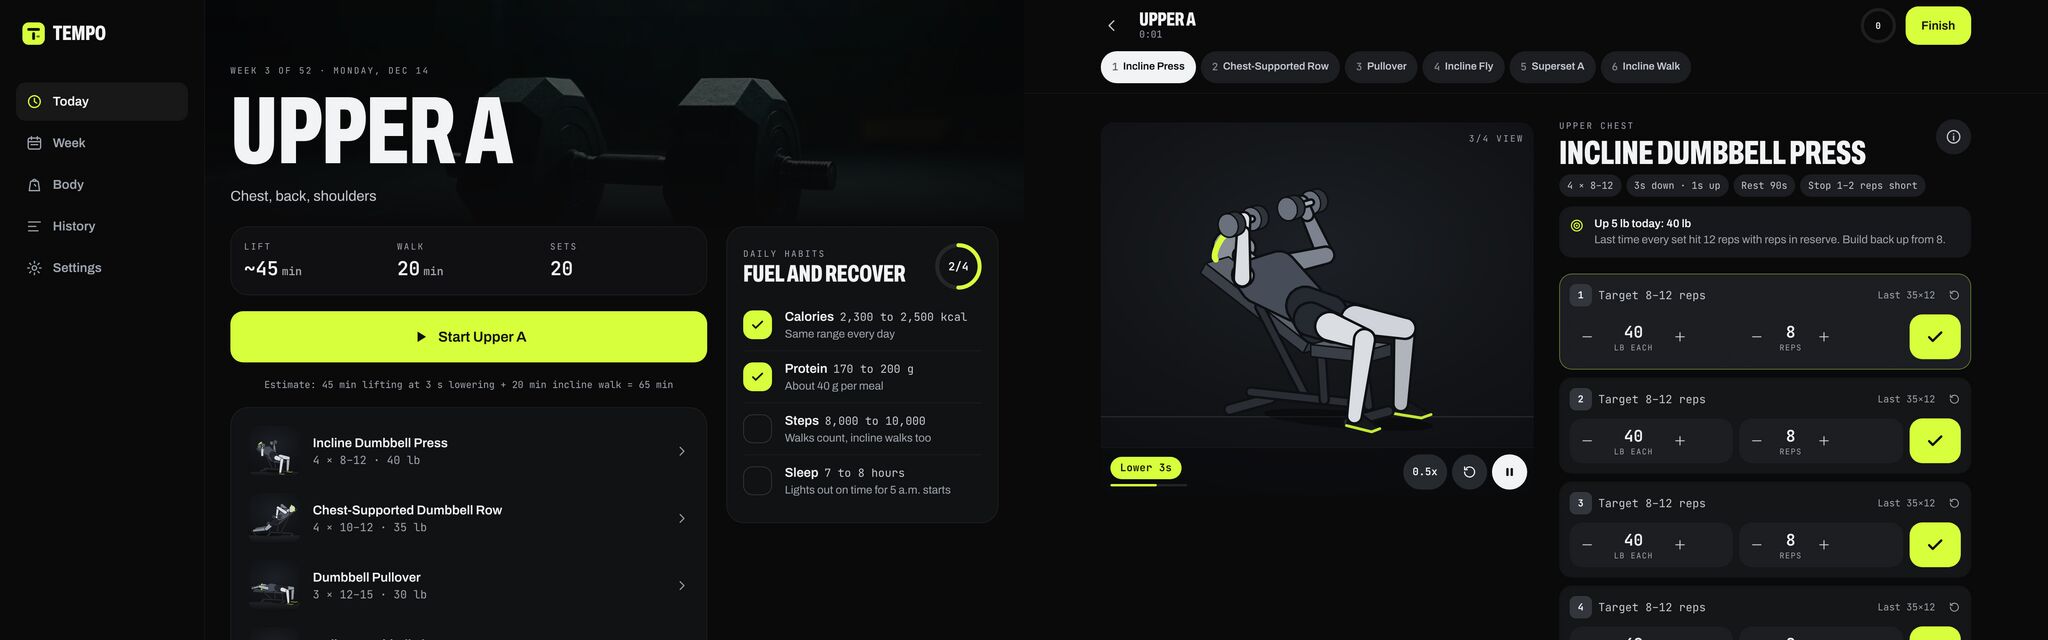 TEMPO
Today
Week
Body
History
Settings
WEEK 3 OF 52 · MONDAY, DEC 14
UPPER A
Chest, back, shoulders
LIFT
~45 min
WALK
20 min
SETS
20
Start Upper A
Estimate: 45 min lifting at 3 s lowering + 20 min incline walk = 65 min
Incline Dumbbell Press
4 × 8–12 · 40 lb
Chest-Supported Dumbbell Row
4 × 10–12 · 35 lb
Dumbbell Pullover
3 × 12–15 · 30 lb
DAILY HABITS
FUEL AND RECOVER
2/4
Calories 2,300 to 2,500 kcal
Same range every day
Protein 170 to 200 g
About 40 g per meal
Steps 8,000 to 10,000
Walks count, incline walks too
Sleep 7 to 8 hours
Lights out on time for 5 a.m. starts
UPPER A
0:01
0
Finish
1 Incline Press
2 Chest-Supported Row
3 Pullover
4 Incline Fly
5 Superset A
6 Incline Walk
3/4 VIEW
Lower 3s
0.5x
UPPER CHEST
INCLINE DUMBBELL PRESS
4 × 8–12
3s down · 1s up
Rest 90s
Stop 1–2 reps short
Up 5 lb today: 40 lb
Last time every set hit 12 reps with reps in reserve. Build back up from 8.
1 Target 8–12 reps
Last 35×12
− 40 +
LB EACH
− 8 +
REPS
2 Target 8–12 reps
Last 35×12
− 40 +
LB EACH
− 8 +
REPS
3 Target 8–12 reps
Last 35×12
− 40 +
LB EACH
− 8 +
REPS
4 Target 8–12 reps
Last 35×12